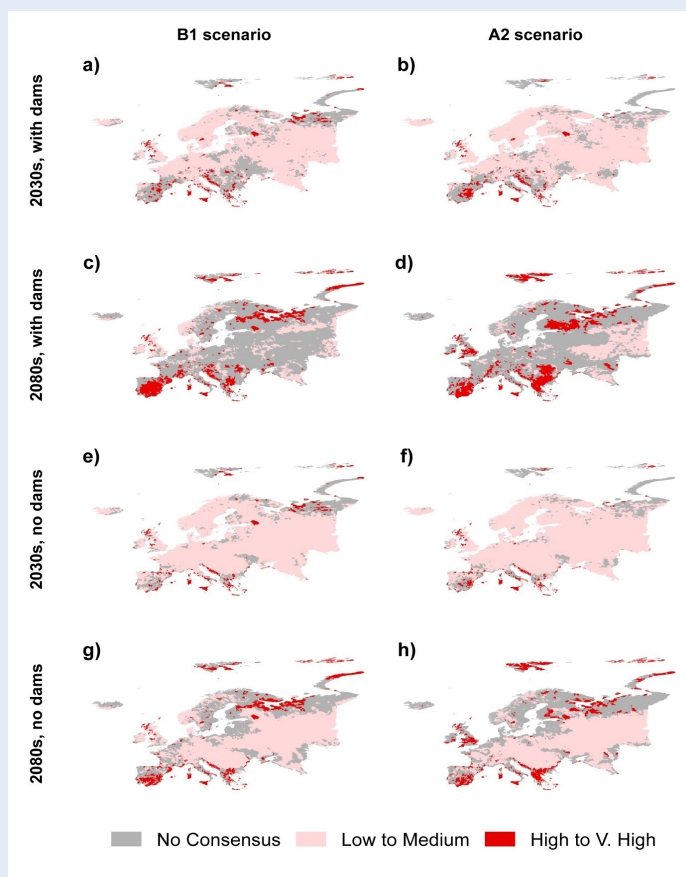 B1 scenario A2 scenario
2030s, with dams
a) b)
2080s, with dams
c) d)
2030s, no dams
e) f)
2080s, no dams
g) h)
No Consensus Low to Medium High to V. High